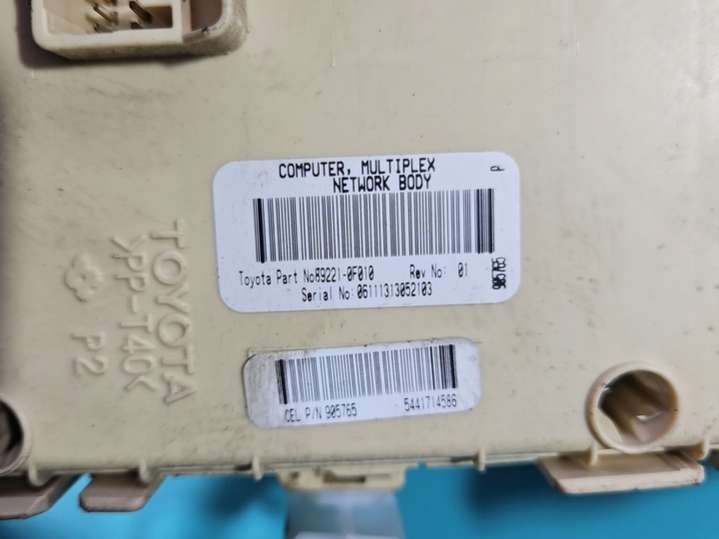 COMPUTER, MULTIPLEX
NETWORK BODY
P
Toyota Part No89221-0F010 Rev No: 01
Serial No:06111313052103
CEL P/N 905765 5441714586
TOYOTA
>PP-T40<
P2